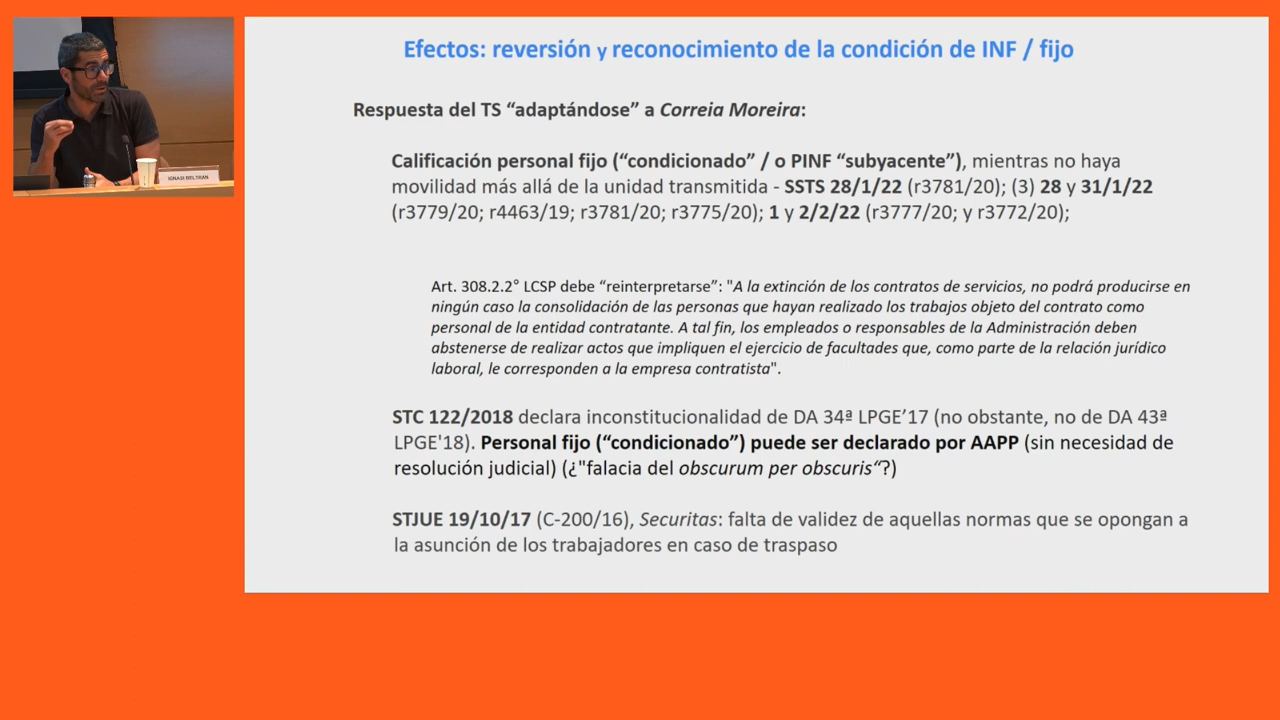 IGNASI BELTRAN
Efectos: reversión y reconocimiento de la condición de INF / fijo
Respuesta del TS “adaptándose” a Correia Moreira:
Calificación personal fijo (“condicionado” / o PINF “subyacente”), mientras no haya
movilidad más allá de la unidad transmitida - SSTS 28/1/22 (r3781/20); (3) 28 y 31/1/22
(r3779/20; r4463/19; r3781/20; r3775/20); 1 y 2/2/22 (r3777/20; y r3772/20);
Art. 308.2.2° LCSP debe “reinterpretarse”: "A la extinción de los contratos de servicios, no podrá producirse en
ningún caso la consolidación de las personas que hayan realizado los trabajos objeto del contrato como
personal de la entidad contratante. A tal fin, los empleados o responsables de la Administración deben
abstenerse de realizar actos que impliquen el ejercicio de facultades que, como parte de la relación jurídico
laboral, le corresponden a la empresa contratista".
STC 122/2018 declara inconstitucionalidad de DA 34ª LPGE’17 (no obstante, no de DA 43ª
LPGE'18). Personal fijo (“condicionado”) puede ser declarado por AAPP (sin necesidad de
resolución judicial) (¿"falacia del obscurum per obscuris“?)
STJUE 19/10/17 (C-200/16), Securitas: falta de validez de aquellas normas que se opongan a
la asunción de los trabajadores en caso de traspaso